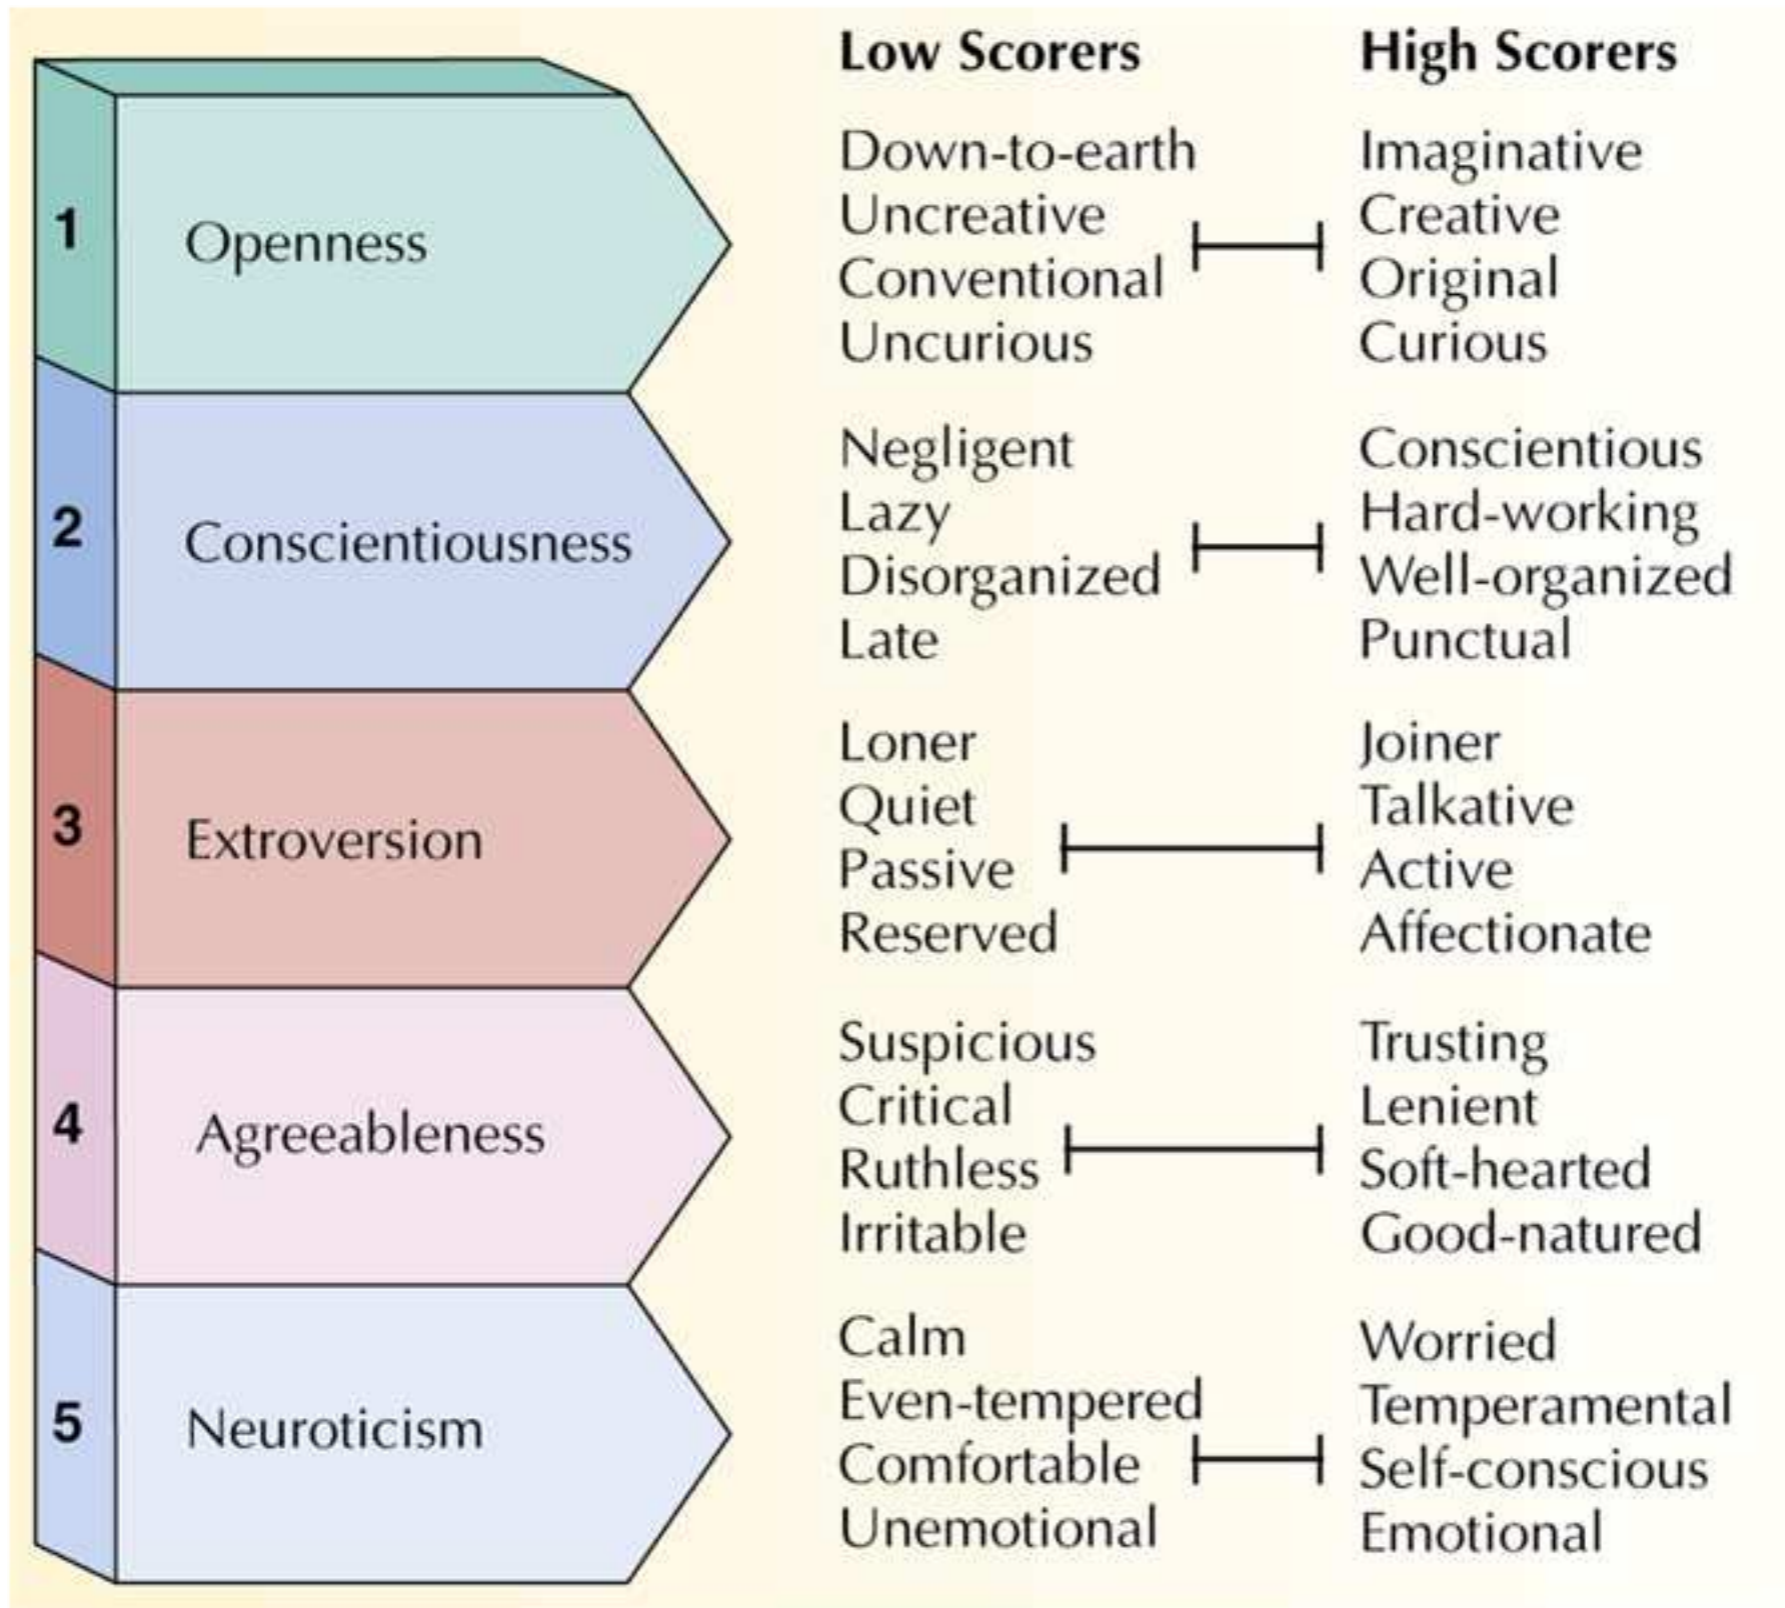 Low Scorers High Scorers
1 Openness
Down-to-earth Imaginative
Uncreative Creative
Conventional Original
Uncurious Curious
2 Conscientiousness
Negligent Conscientious
Lazy Hard-working
Disorganized Well-organized
Late Punctual
3 Extroversion
Loner Joiner
Quiet Talkative
Passive Active
Reserved Affectionate
4 Agreeableness
Suspicious Trusting
Critical Lenient
Ruthless Soft-hearted
Irritable Good-natured
5 Neuroticism
Calm Worried
Even-tempered Temperamental
Comfortable Self-conscious
Unemotional Emotional